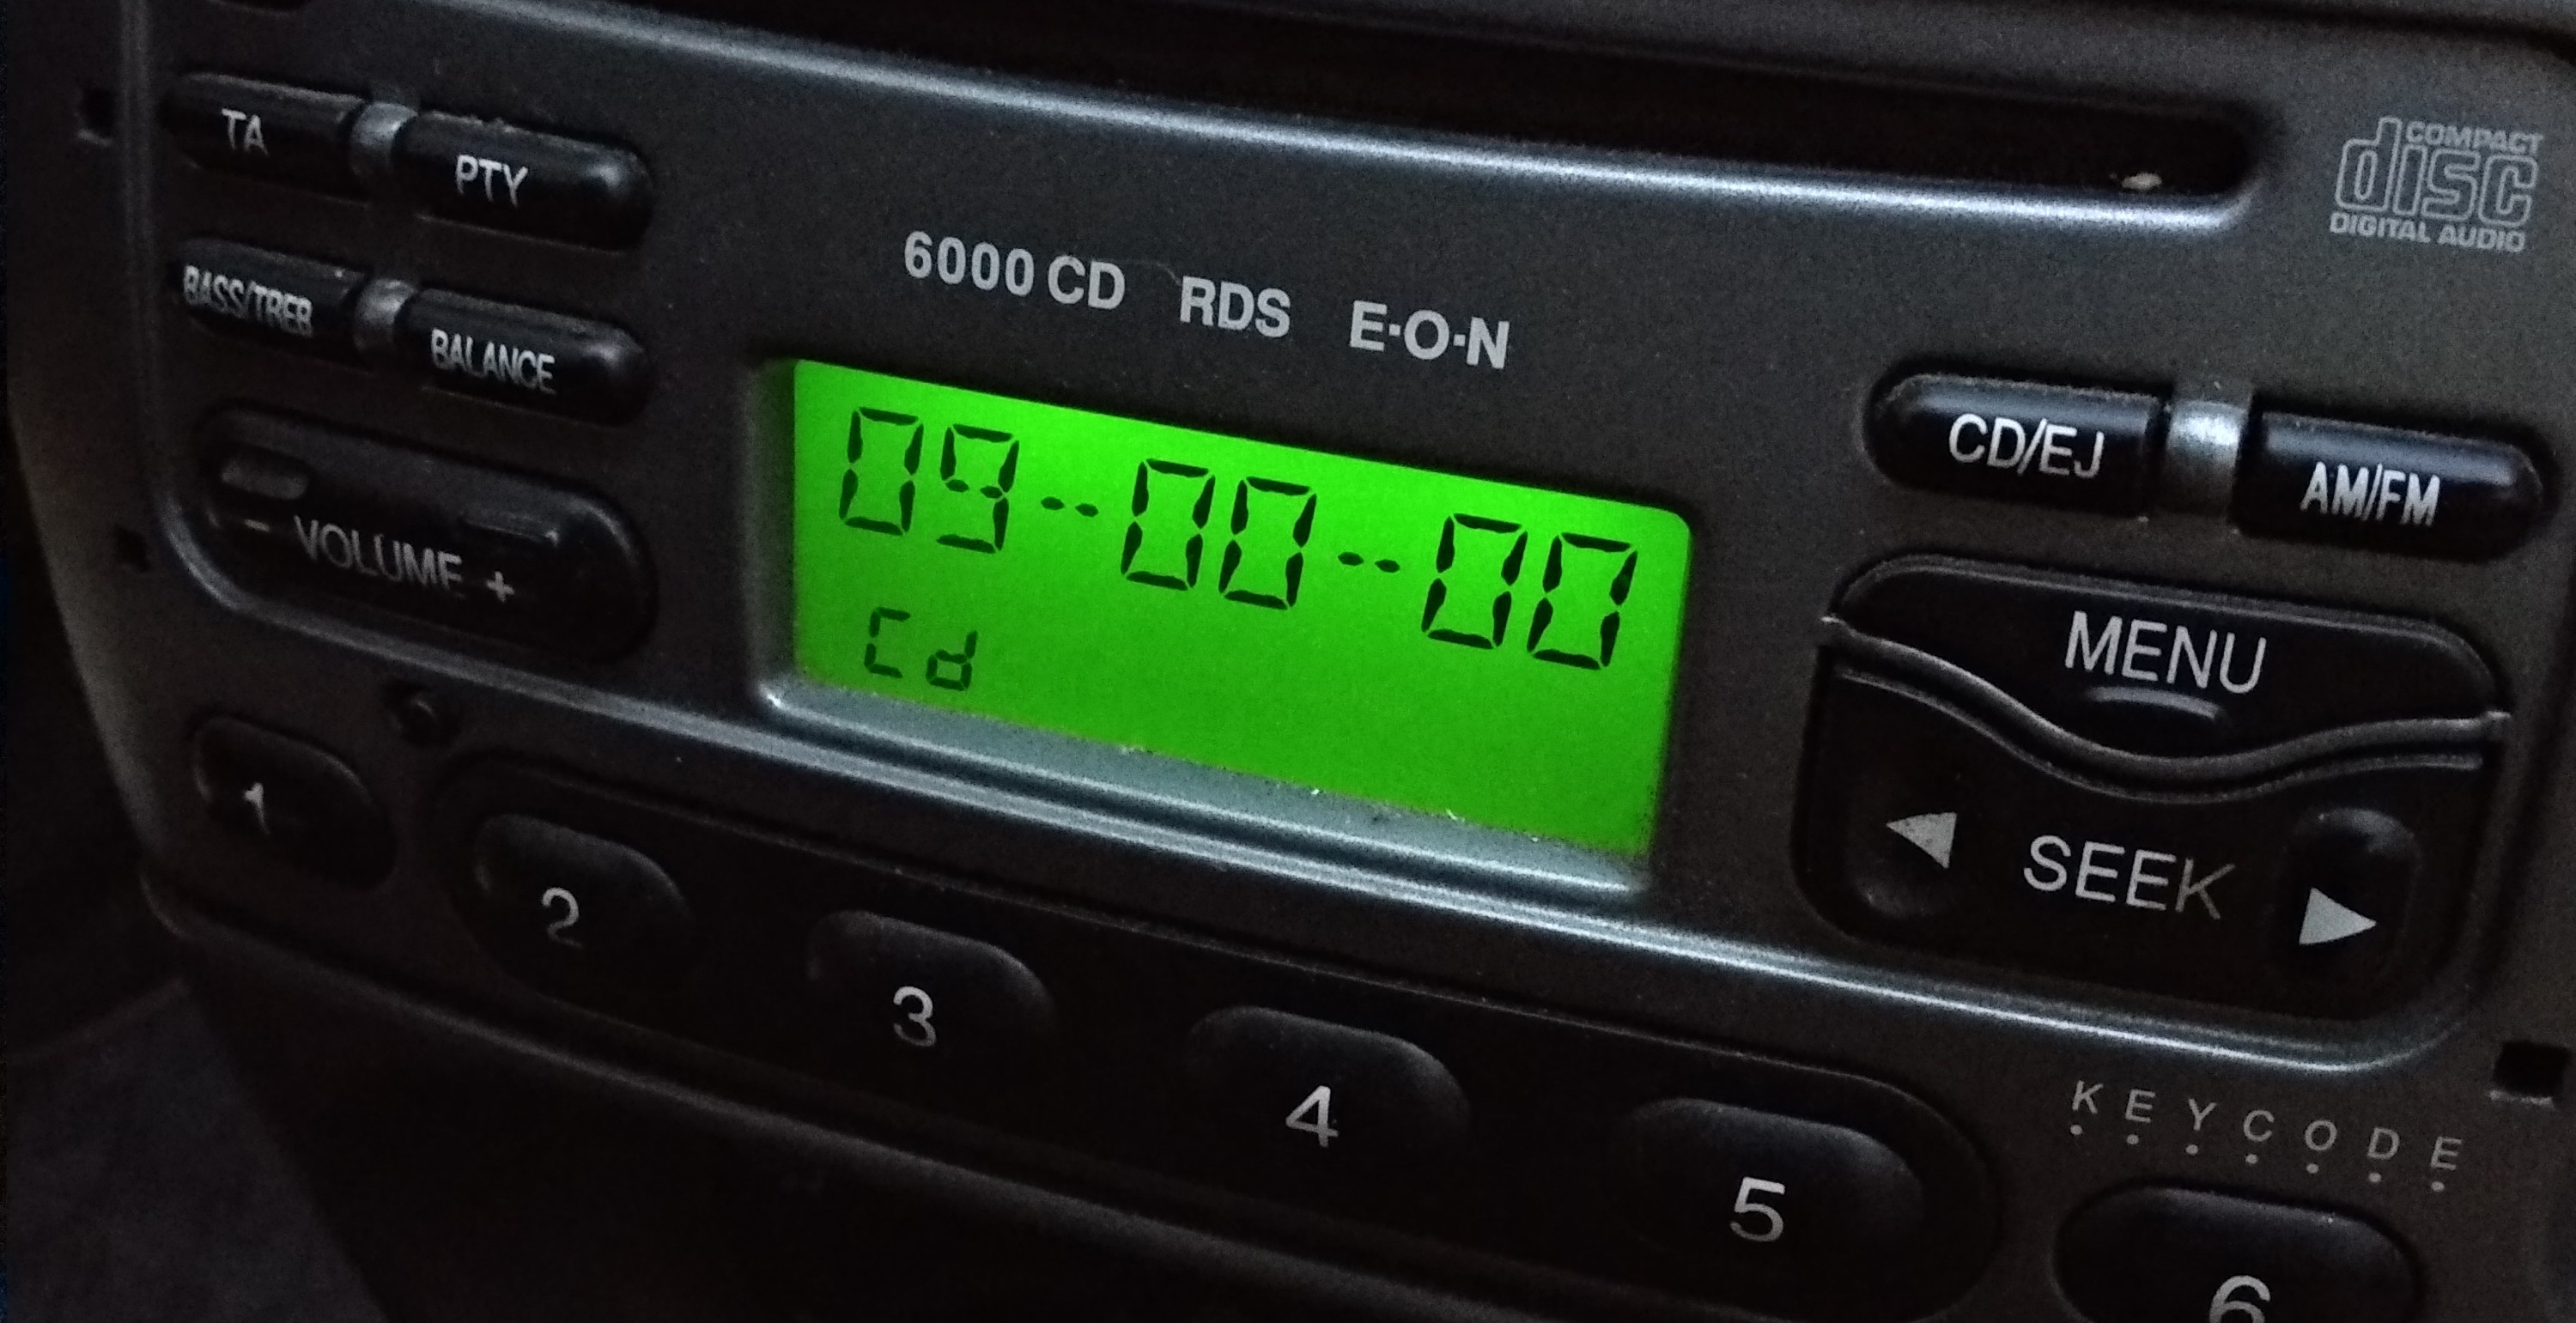 COMPACT
disc
DIGITAL AUDIO
TA PTY
6000 CD RDS E·O·N
BASS/TREB BALANCE
CD/EJ AM/FM
09--00--00
Cd
- VOLUME +
MENU
◀ SEEK ▶
1 2 3 4 5 6
KEYCODE